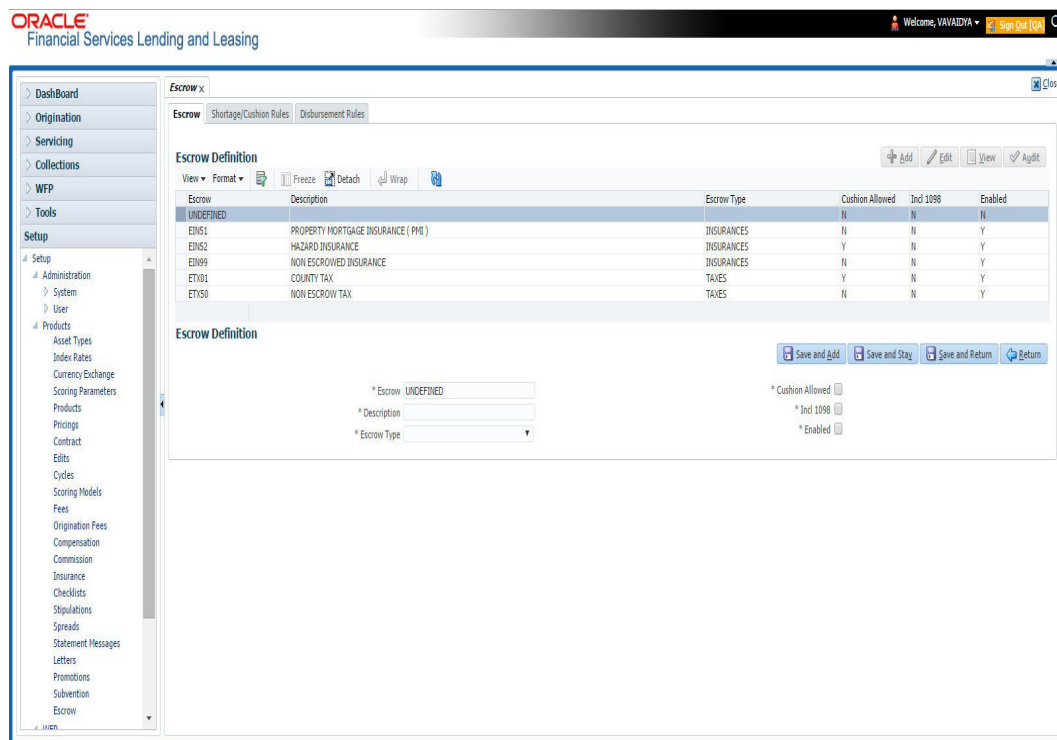 ORACLE'
Financial Services Lending and Leasing
Welcome, VAVAIDYA
Sign Out [QA]
DashBoard
Origination
Servicing
Collections
WFP
Tools
Setup
Setup
Administration
System
User
Products
Asset Types
Index Rates
Currency Exchange
Scoring Parameters
Products
Pricings
Contract
Edits
Cycles
Scoring Models
Fees
Origination Fees
Compensation
Commission
Insurance
Checklists
Stipulations
Spreads
Statement Messages
Letters
Promotions
Subvention
Escrow
WFP
Escrow x
Clos
Escrow Shortage/Cushion Rules Disbursement Rules
Escrow Definition
Add Edit View Audit
View Format Freeze Detach Wrap
Escrow Description Escrow Type Cushion Allowed Incl 1098 Enabled
UNDEFINED N N N
EIN51 PROPERTY MORTGAGE INSURANCE ( PMI ) INSURANCES N N Y
EIN52 HAZARD INSURANCE INSURANCES Y N Y
EIN99 NON ESCROWED INSURANCE INSURANCES N N Y
ETX01 COUNTY TAX TAXES Y N Y
ETX50 NON ESCROW TAX TAXES N N Y
Escrow Definition
Save and Add Save and Stay Save and Return Return
* Escrow UNDEFINED
* Description
* Escrow Type
* Cushion Allowed
* Incl 1098
* Enabled